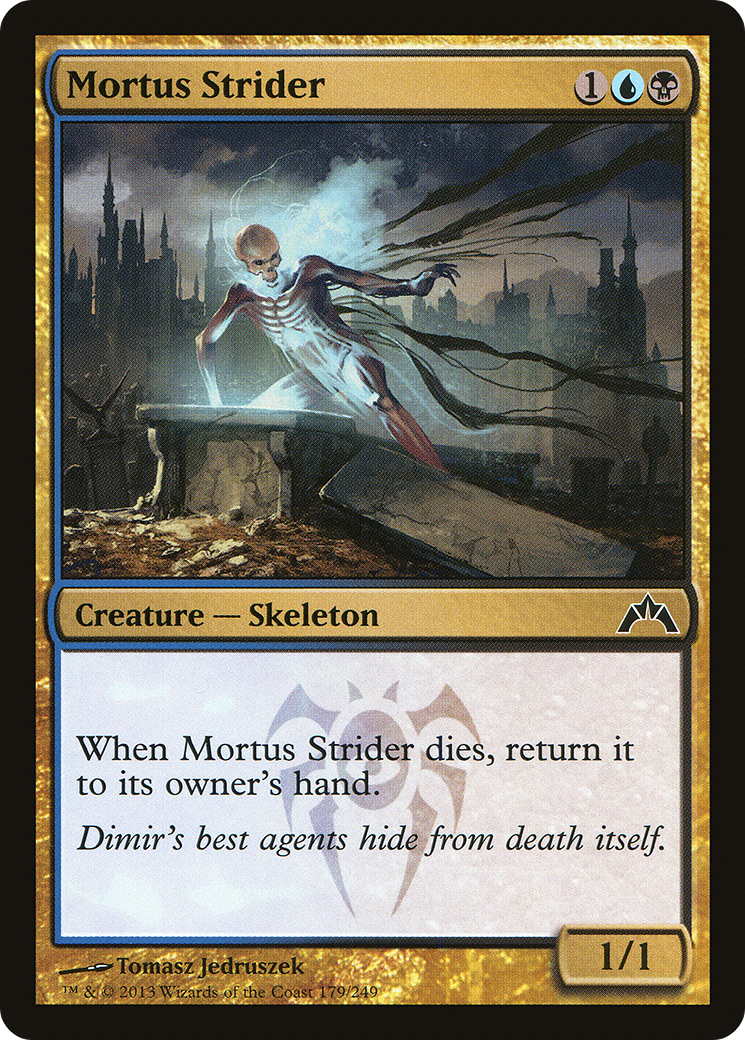 Mortus Strider 1
Creature — Skeleton
When Mortus Strider dies, return it
to its owner's hand.
Dimir's best agents hide from death itself.
1/1
Tomasz Jedruszek
™ & © 2013 Wizards of the Coast 179/249